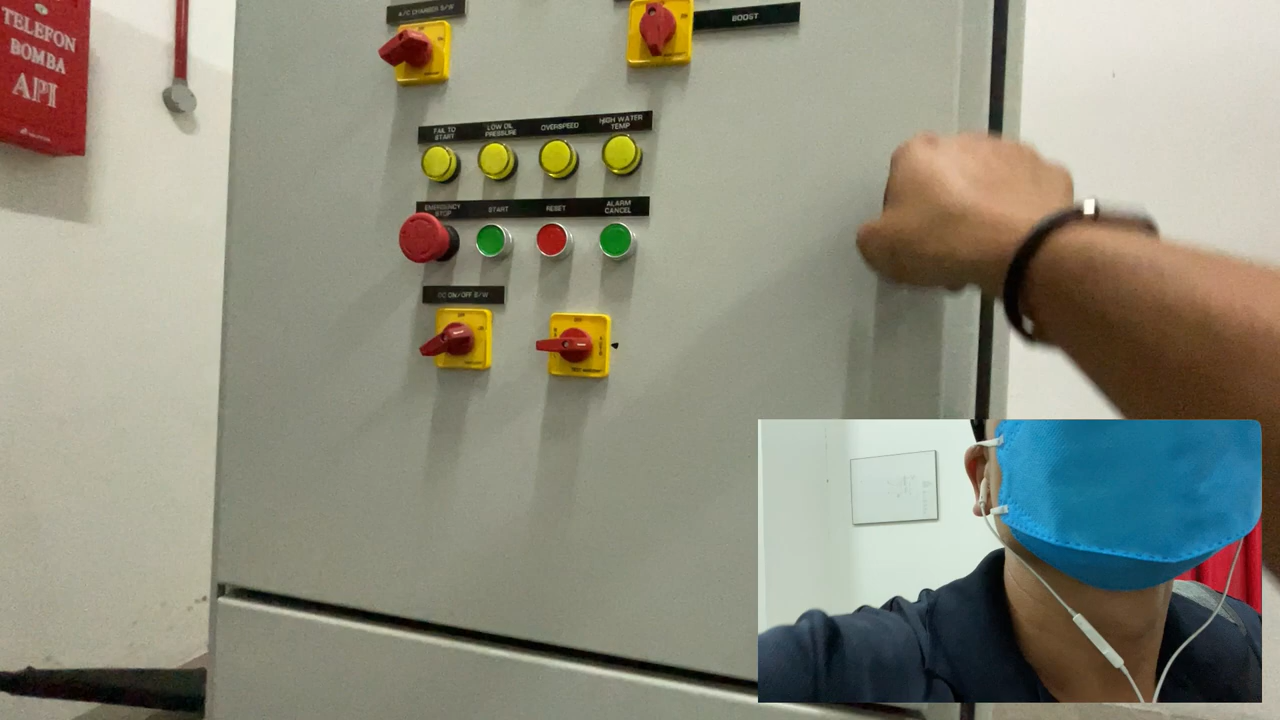 TELEFON
BOMBA
API
A/C CHARGER S/W
BOOST
FAIL TO
START
LOW OIL
PRESSURE
OVERSPEED
HIGH WATER
TEMP
EMERGENCY
STOP
START
RESET
ALARM
CANCEL
DC ON/OFF S/W